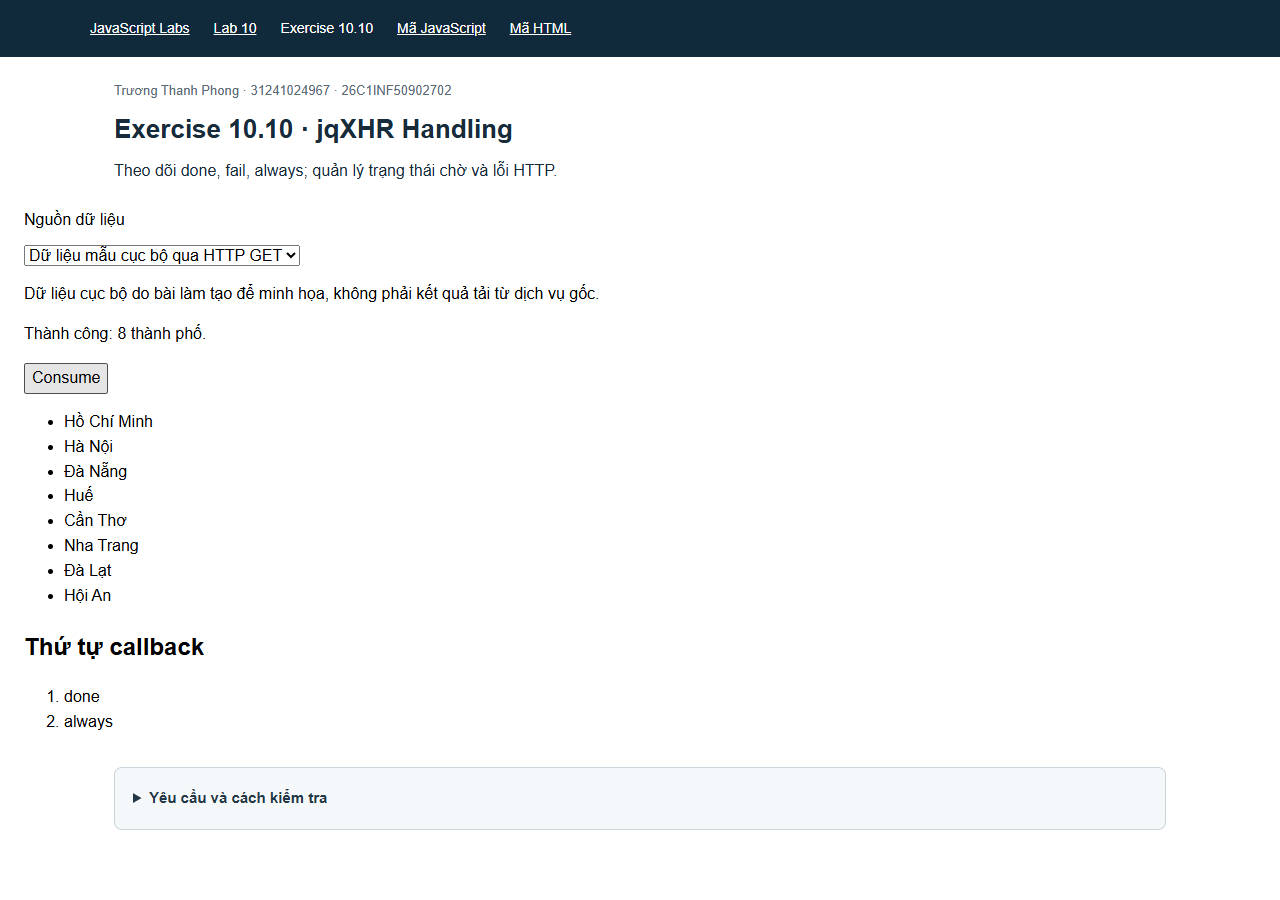 JavaScript Labs Lab 10 Exercise 10.10 Mã JavaScript Mã HTML
Trương Thanh Phong · 31241024967 · 26C1INF50902702
Exercise 10.10 · jqXHR Handling
Theo dõi done, fail, always; quản lý trạng thái chờ và lỗi HTTP.
Nguồn dữ liệu
Dữ liệu mẫu cục bộ qua HTTP GET
Dữ liệu cục bộ do bài làm tạo để minh họa, không phải kết quả tải từ dịch vụ gốc.
Thành công: 8 thành phố.
Consume
• Hồ Chí Minh
• Hà Nội
• Đà Nẵng
• Huế
• Cần Thơ
• Nha Trang
• Đà Lạt
• Hội An
Thứ tự callback
1. done
2. always
Yêu cầu và cách kiểm tra